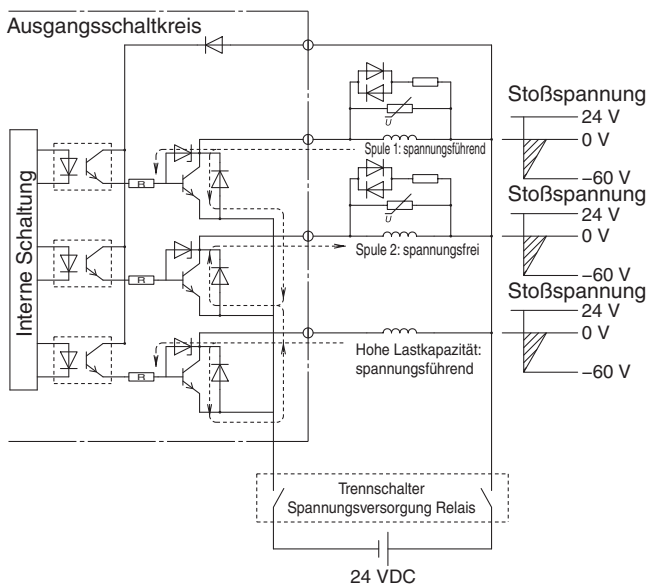 Ausgangsschaltkreis
Interne Schaltung
R
R
R
U
Spule 1: spannungsführend
U
Spule 2: spannungsfrei
Hohe Lastkapazität:
spannungsführend
Stoßspannung
24 V
0 V
–60 V
Stoßspannung
24 V
0 V
–60 V
Stoßspannung
24 V
0 V
–60 V
Trennschalter
Spannungsversorgung Relais
24 VDC